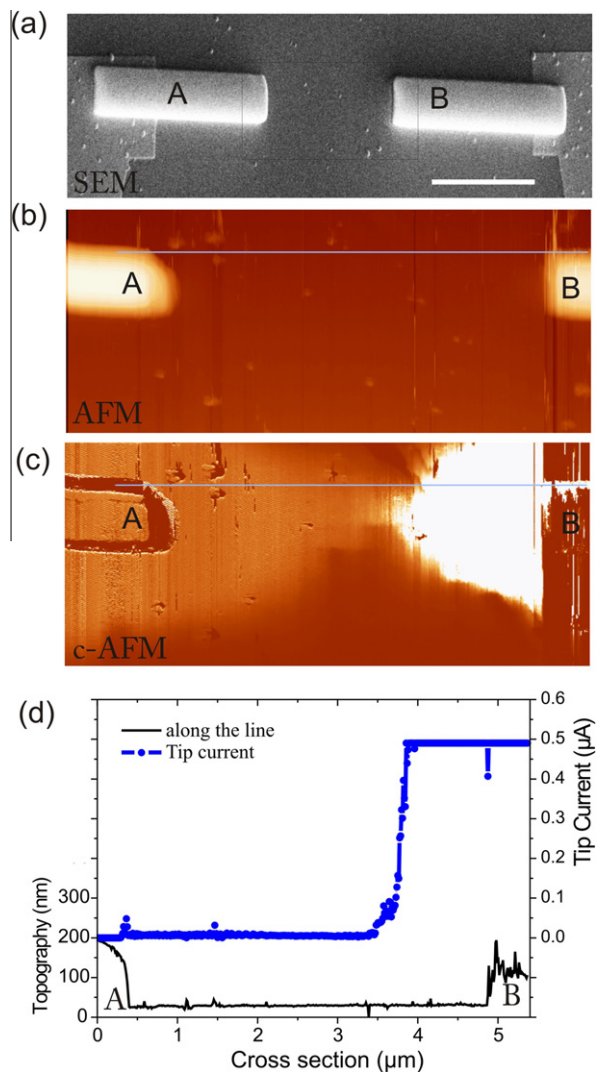 (a)
A
B
SEM
(b)
A
B
AFM
(c)
A
B
c-AFM
(d)
along the line
Tip current
0.6
0.5
0.4
0.3
0.2
0.1
0.0
Tip Current (µA)
300
200
100
0
Topography (nm)
A
B
0 1 2 3 4 5
Cross section (µm)